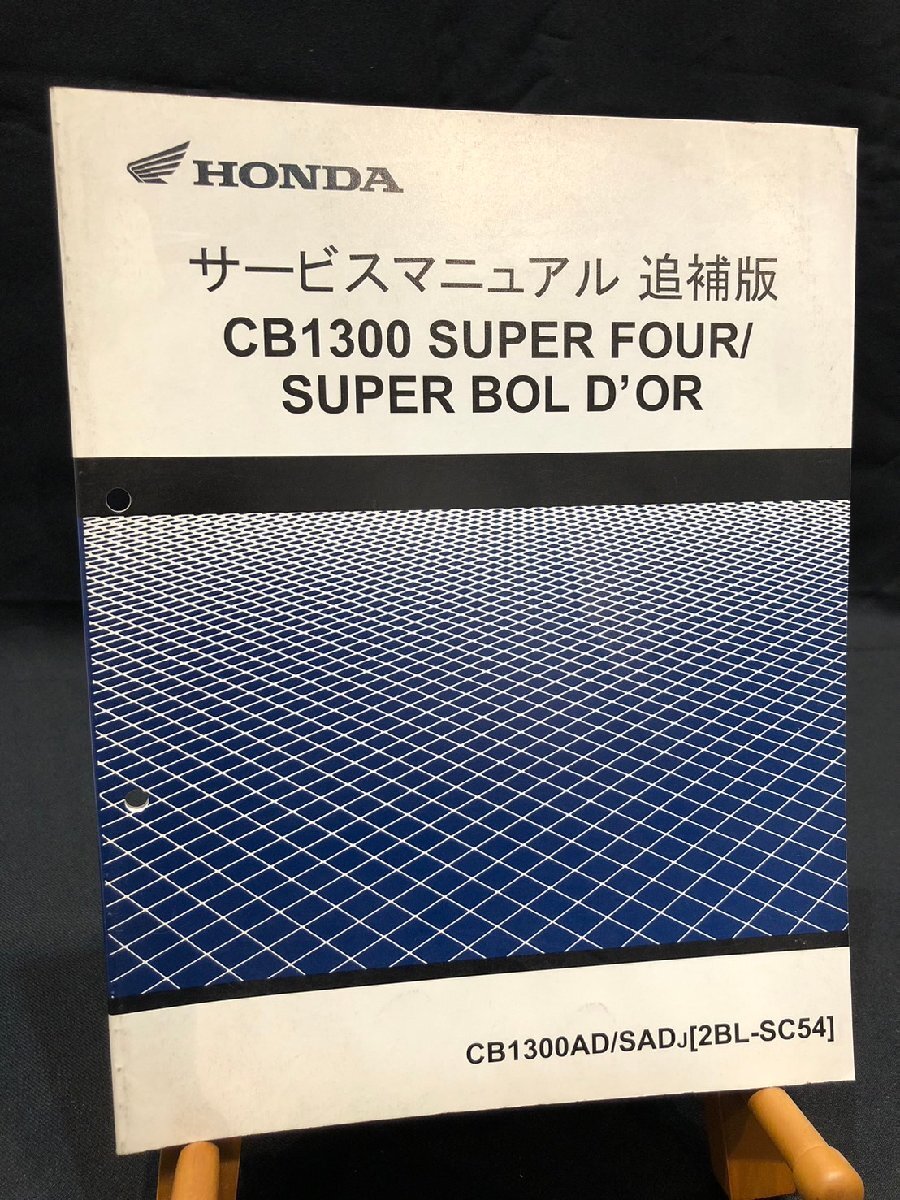 HONDA
サービスマニュアル 追補版
CB1300 SUPER FOUR/
SUPER BOL D'OR
CB1300AD/SADJ[2BL-SC54]